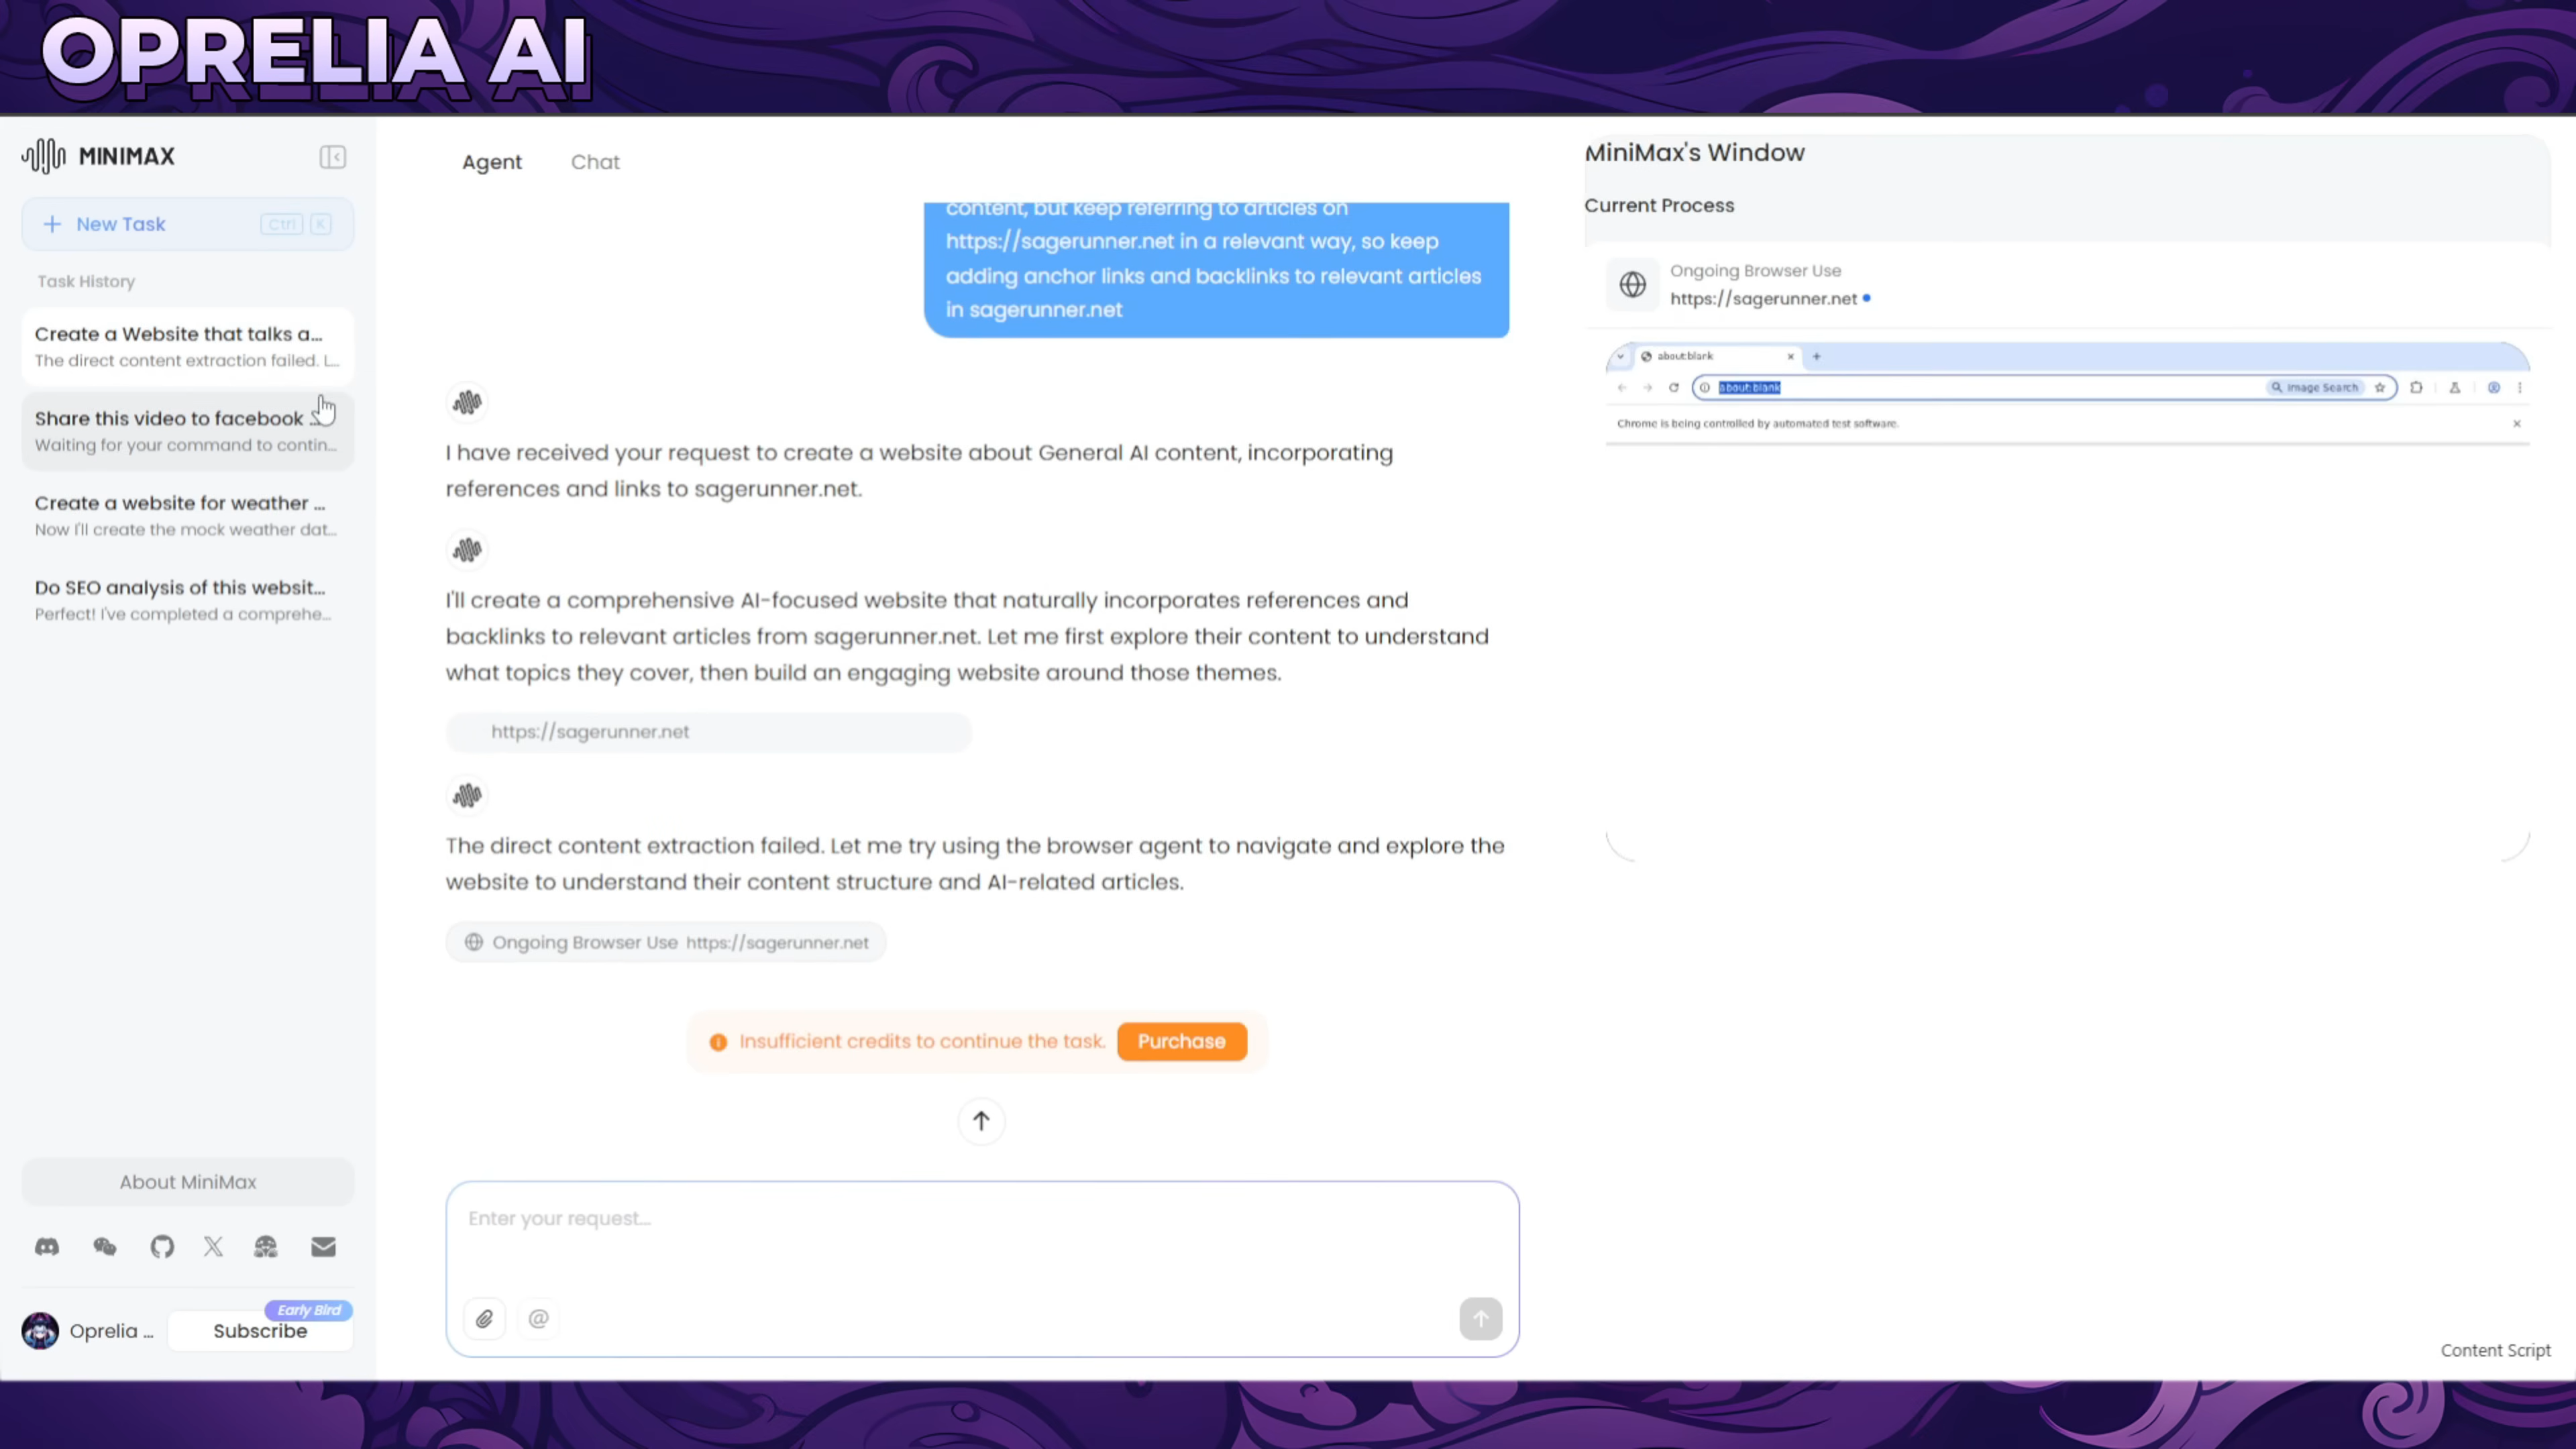 OPRELIA AI
MINIMAX
New Task Ctrl K
Task History
Create a Website that talks a...
The direct content extraction failed. L...
Share this video to facebook ...
Waiting for your command to contin...
Create a website for weather ...
Now I'll create the mock weather dat...
Do SEO analysis of this websit...
Perfect! I've completed a comprehe...
About MiniMax
Early Bird
Oprelia ... Subscribe
Agent Chat
content, but keep referring to articles on
https://sagerunner.net in a relevant way, so keep
adding anchor links and backlinks to relevant articles
in sagerunner.net
I have received your request to create a website about General AI content, incorporating
references and links to sagerunner.net.
I'll create a comprehensive AI-focused website that naturally incorporates references and
backlinks to relevant articles from sagerunner.net. Let me first explore their content to understand
what topics they cover, then build an engaging website around those themes.
https://sagerunner.net
The direct content extraction failed. Let me try using the browser agent to navigate and explore the
website to understand their content structure and AI-related articles.
Ongoing Browser Use https://sagerunner.net
Insufficient credits to continue the task. Purchase
Enter your request...
@
MiniMax's Window
Current Process
Ongoing Browser Use
https://sagerunner.net
about:blank
about:blank Image Search
Chrome is being controlled by automated test software.
Content Script